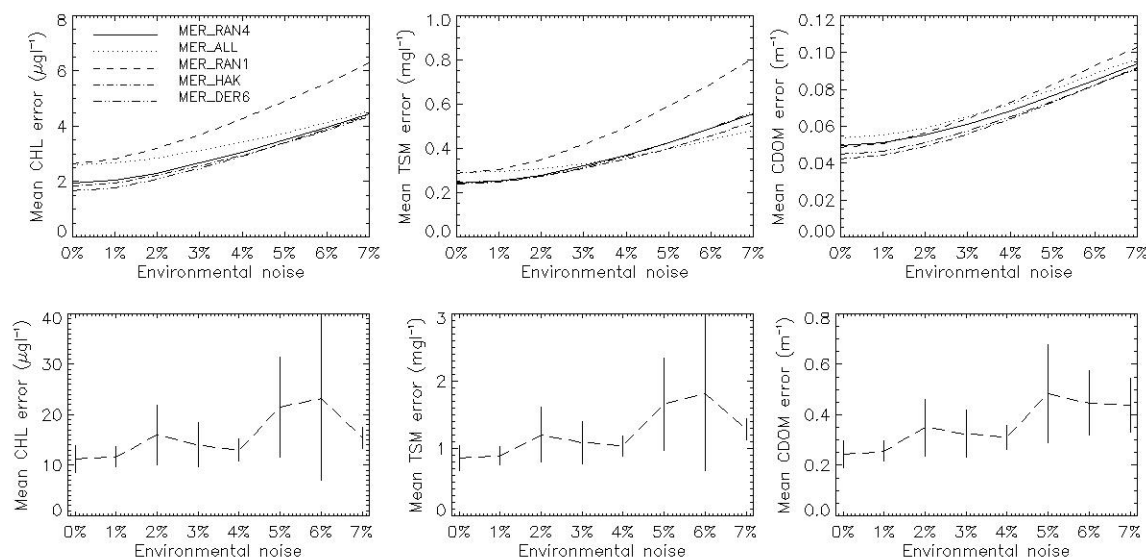 Mean CHL error (µgl⁻¹)
8
6
4
2
0
MER_RAN4
MER_ALL
MER_RAN1
MER_HAK
MER_DER6
0% 1% 2% 3% 4% 5% 6% 7%
Environmental noise
Mean TSM error (mgl⁻¹)
1.0
0.8
0.6
0.4
0.2
0.0
0% 1% 2% 3% 4% 5% 6% 7%
Environmental noise
Mean CDOM error (m⁻¹)
0.12
0.10
0.08
0.06
0.04
0.02
0.00
0% 1% 2% 3% 4% 5% 6% 7%
Environmental noise
Mean CHL error (µgl⁻¹)
40
30
20
10
0
0% 1% 2% 3% 4% 5% 6% 7%
Environmental noise
Mean TSM error (mgl⁻¹)
3
2
1
0
0% 1% 2% 3% 4% 5% 6% 7%
Environmental noise
Mean CDOM error (m⁻¹)
0.8
0.6
0.4
0.2
0.0
0% 1% 2% 3% 4% 5% 6% 7%
Environmental noise